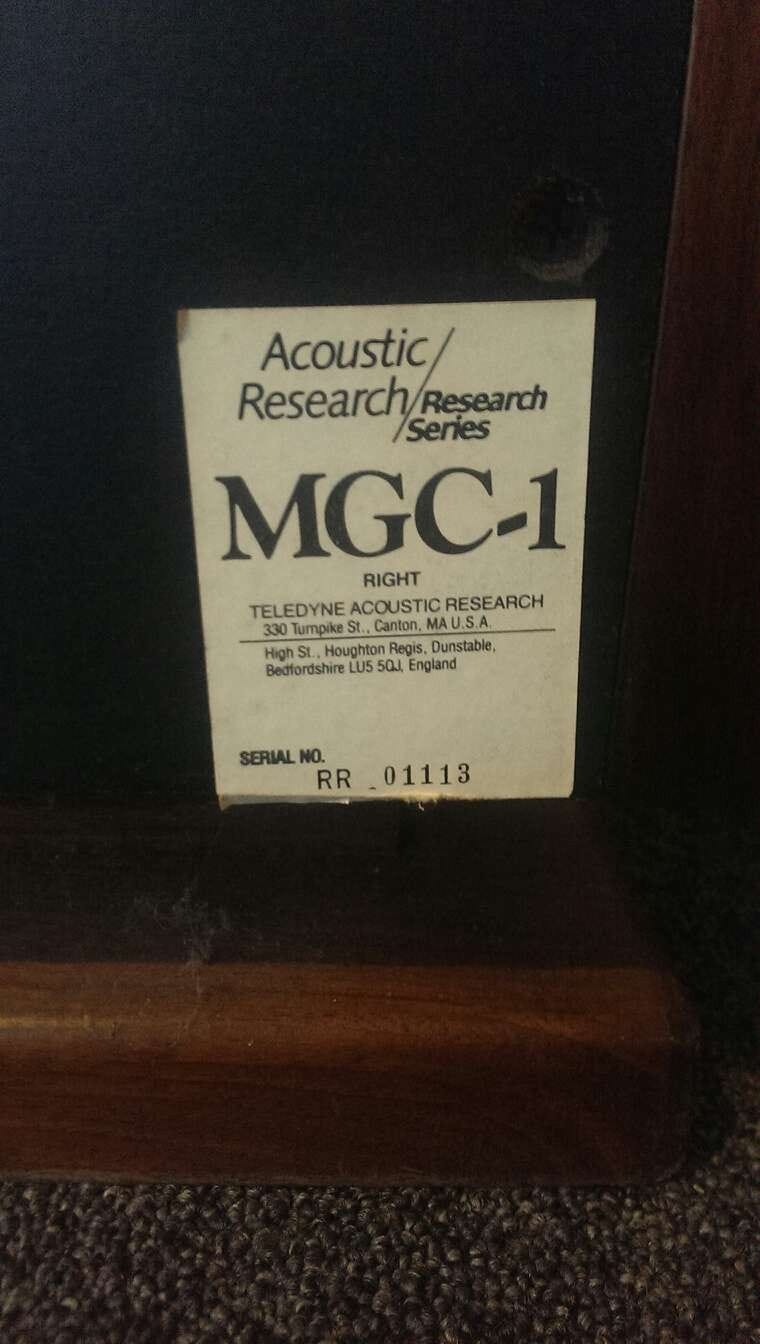 Acoustic/
Research/Research
Series
MGC-1
RIGHT
TELEDYNE ACOUSTIC RESEARCH
330 Turnpike St., Canton, MA U.S.A.
High St., Houghton Regis, Dunstable,
Bedfordshire LU5 5QJ, England
SERIAL NO.
RR 01113